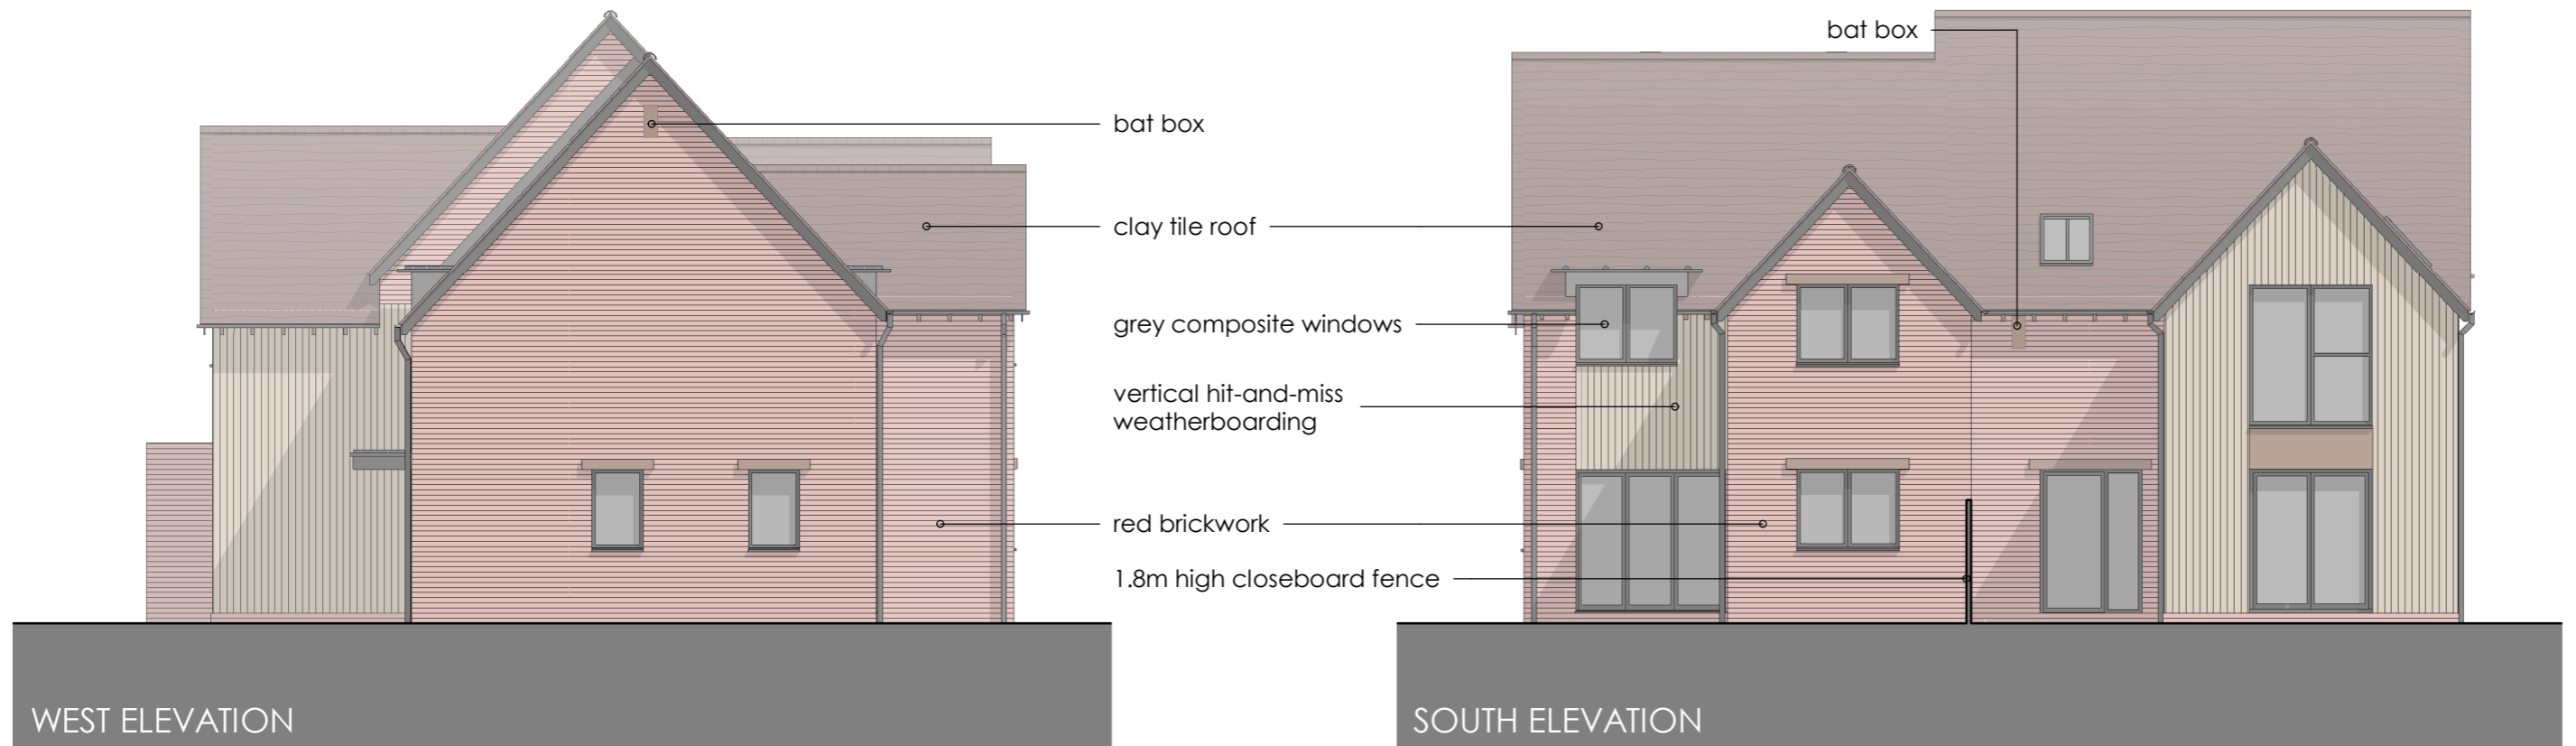 bat box
bat box
clay tile roof
grey composite windows
vertical hit-and-miss
weatherboarding
red brickwork
1.8m high closeboard fence
WEST ELEVATION
SOUTH ELEVATION